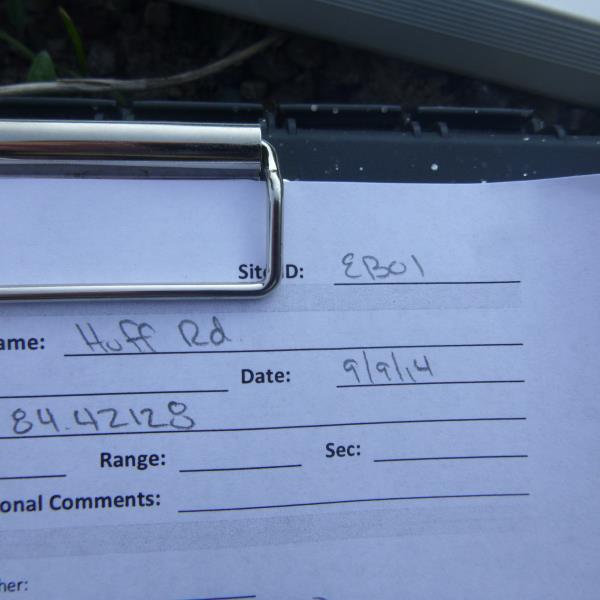 Site ID: EB01
ame: Huff Rd.
Date: 9/9/14
84.42128
Range: Sec:
onal Comments:
her: